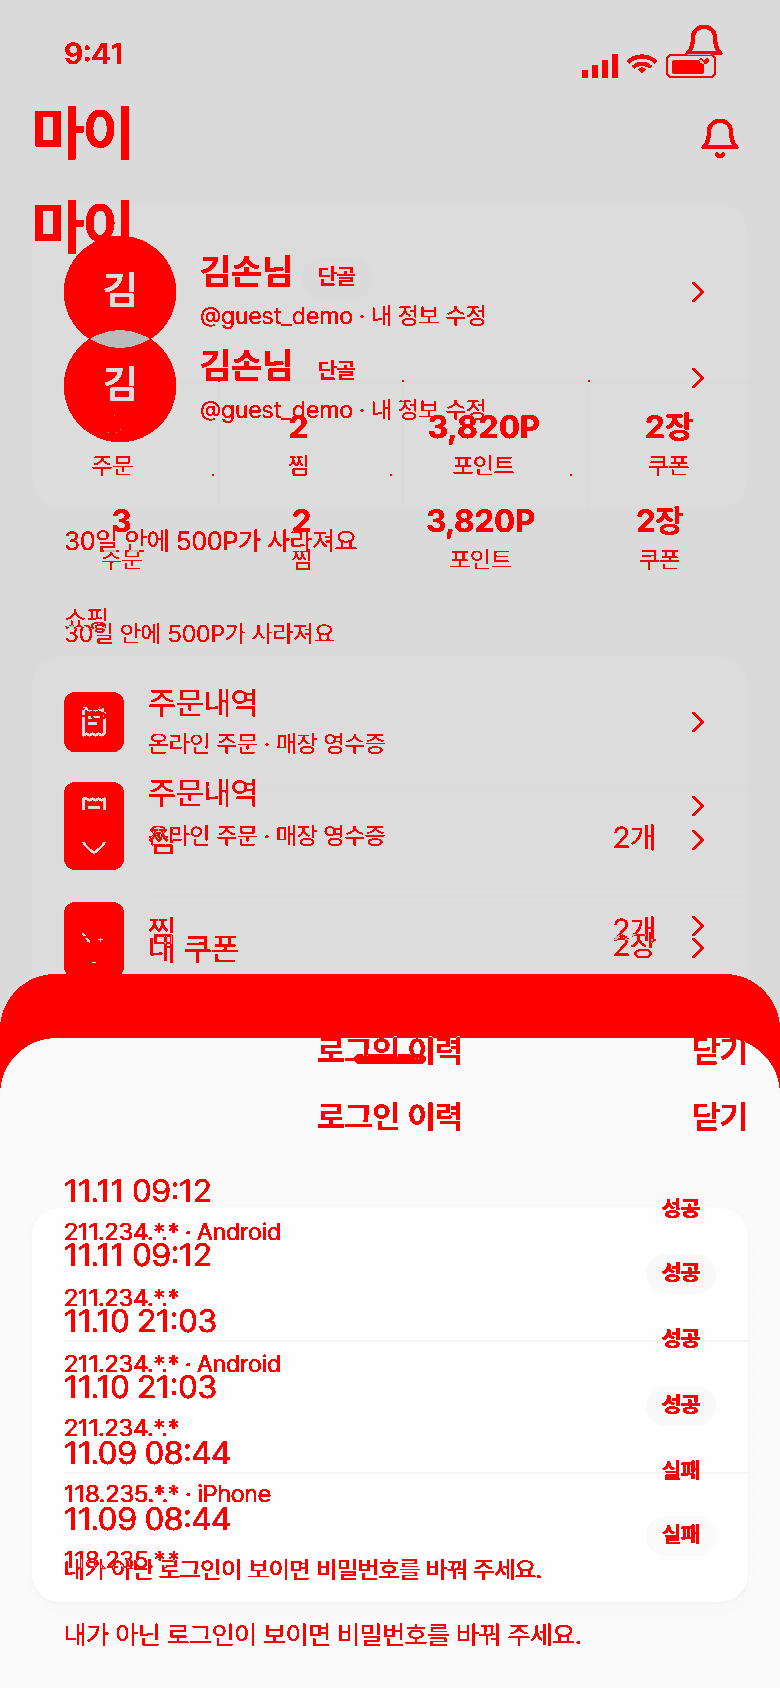 9:41
마이
마이
김 김손님 단골
@guest_demo · 내 정보 수정
김 김손님 단골
@guest_demo · 내 정보 수정
2 3,820P 2장
주문 찜 포인트 쿠폰
3 2 3,820P 2장
30일 안에 500P가 사라져요
주문 찜 포인트 쿠폰
쇼핑
30일 안에 500P가 사라져요
주문내역
온라인 주문 · 매장 영수증
주문내역
온라인 주문 · 매장 영수증
찜 2개
찜 2개
내 쿠폰 2장
로그인 이력 닫기
로그인 이력 닫기
11.11 09:12 성공
211.234.*.* · Android
11.11 09:12 성공
211.234.*.*
11.10 21:03 성공
211.234.*.* · Android
11.10 21:03 성공
211.234.*.*
11.09 08:44 실패
118.235.*.* · iPhone
11.09 08:44 실패
118.235.*.*
내가 아닌 로그인이 보이면 비밀번호를 바꿔 주세요.
내가 아닌 로그인이 보이면 비밀번호를 바꿔 주세요.